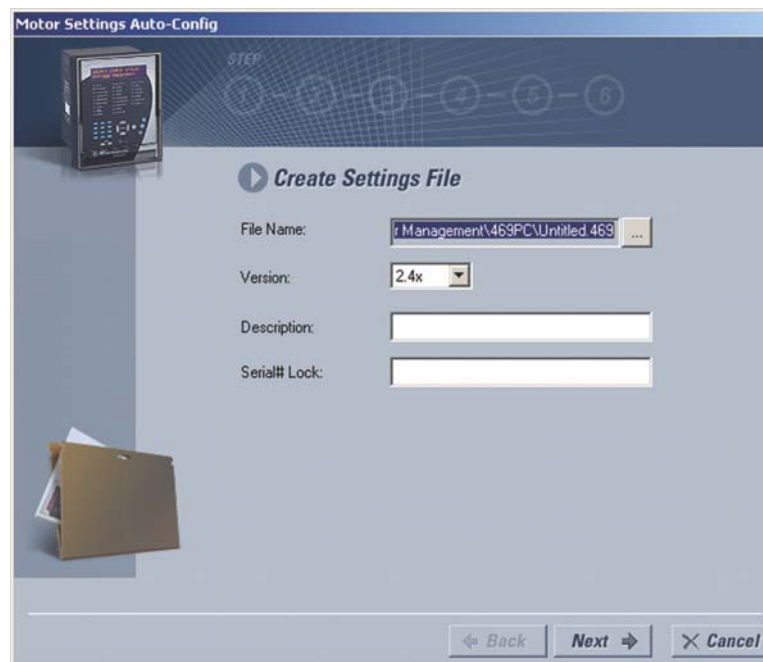 Motor Settings Auto-Config
STEP
1 - 2 - 3 - 4 - 5 - 6
Create Settings File
File Name:
r Management\469PC\Untitled.469
...
Version:
2.4x
Description:
Serial# Lock:
Back
Next
Cancel